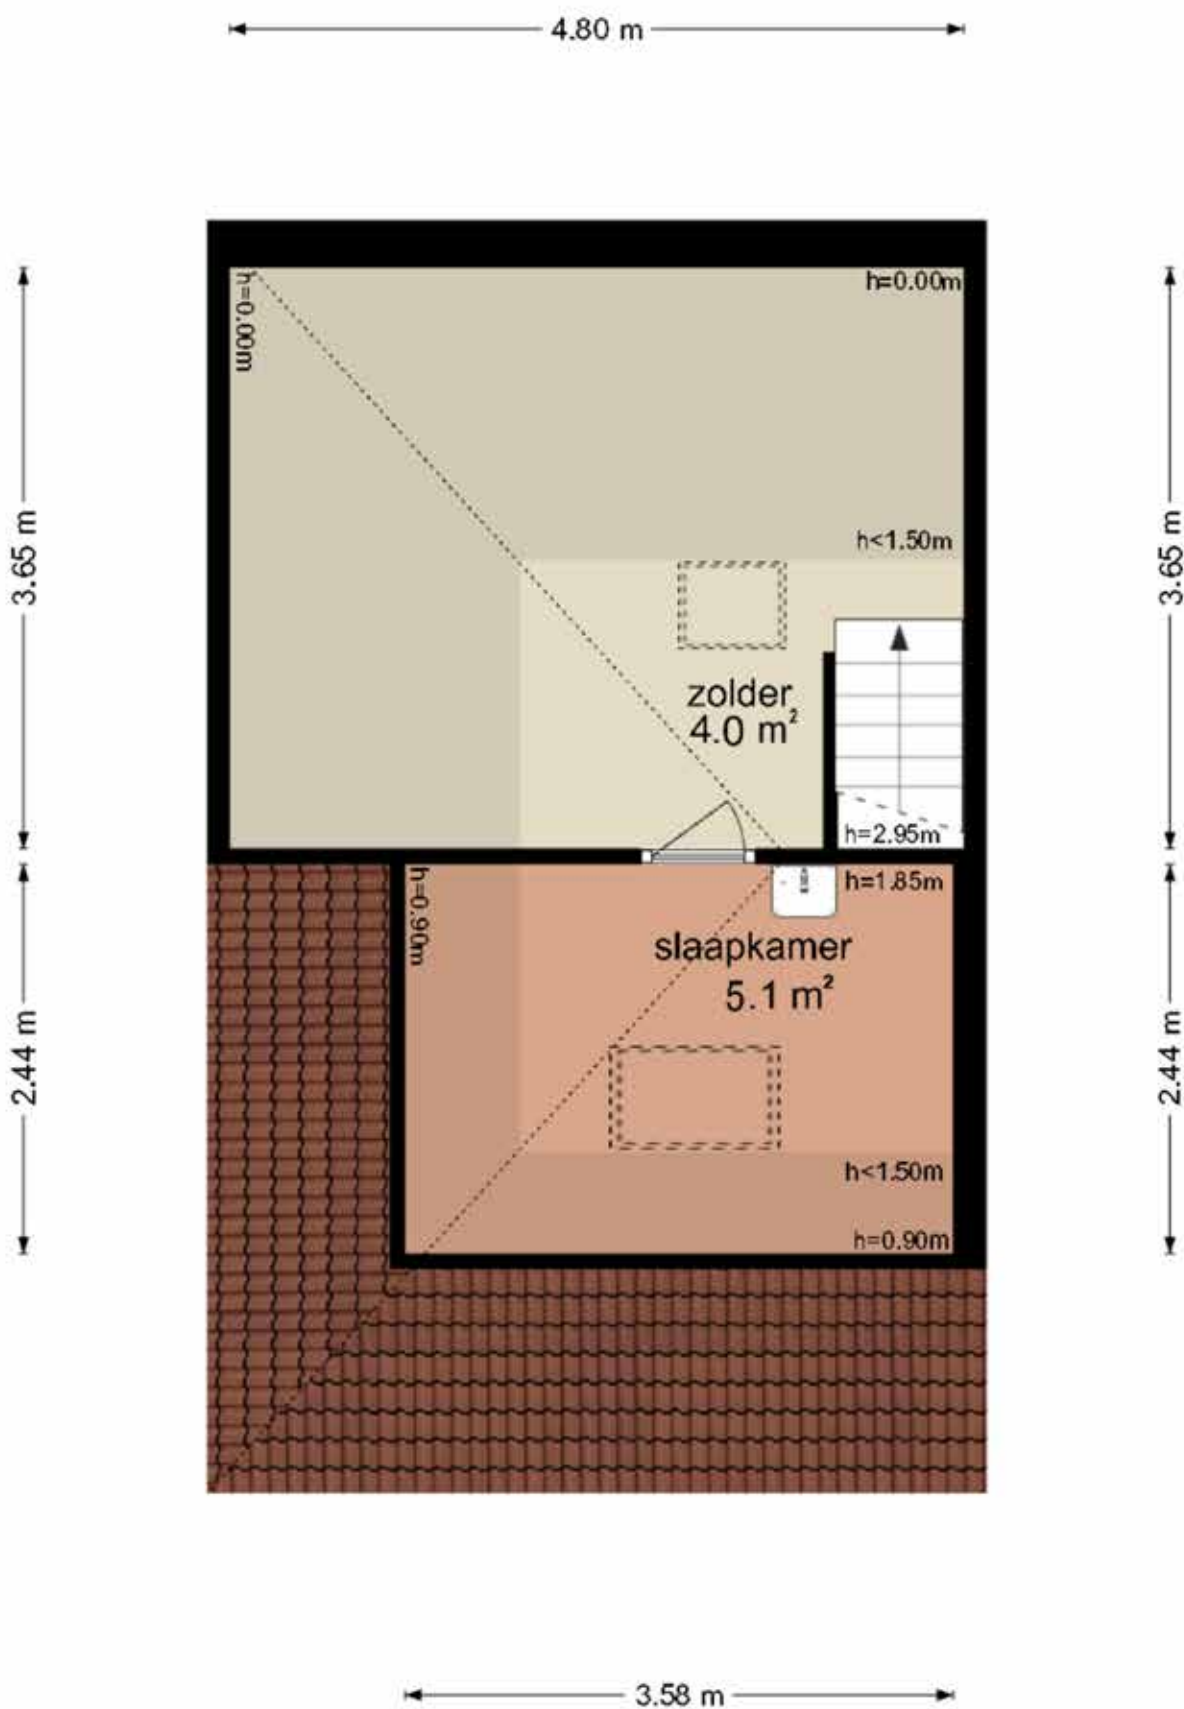 4.80 m
h=0.00m
h=0.00m
3.65 m
3.65 m
h<1.50m
zolder
4.0 m²
h=2.95m
h=0.90m
h=1.85m
slaapkamer
5.1 m²
2.44 m
2.44 m
h<1.50m
h=0.90m
3.58 m